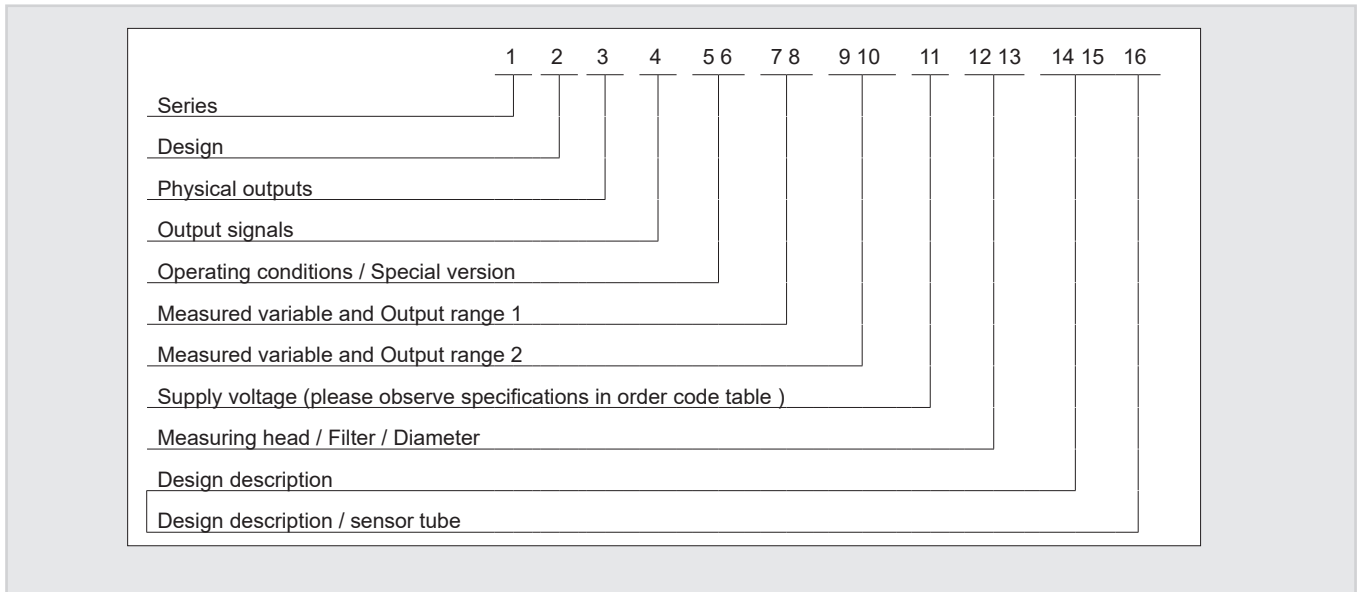 1 2 3 4 5 6 7 8 9 10 11 12 13 14 15 16
Series
Design
Physical outputs
Output signals
Operating conditions / Special version
Measured variable and Output range 1
Measured variable and Output range 2
Supply voltage (please observe specifications in order code table )
Measuring head / Filter / Diameter
Design description
Design description / sensor tube